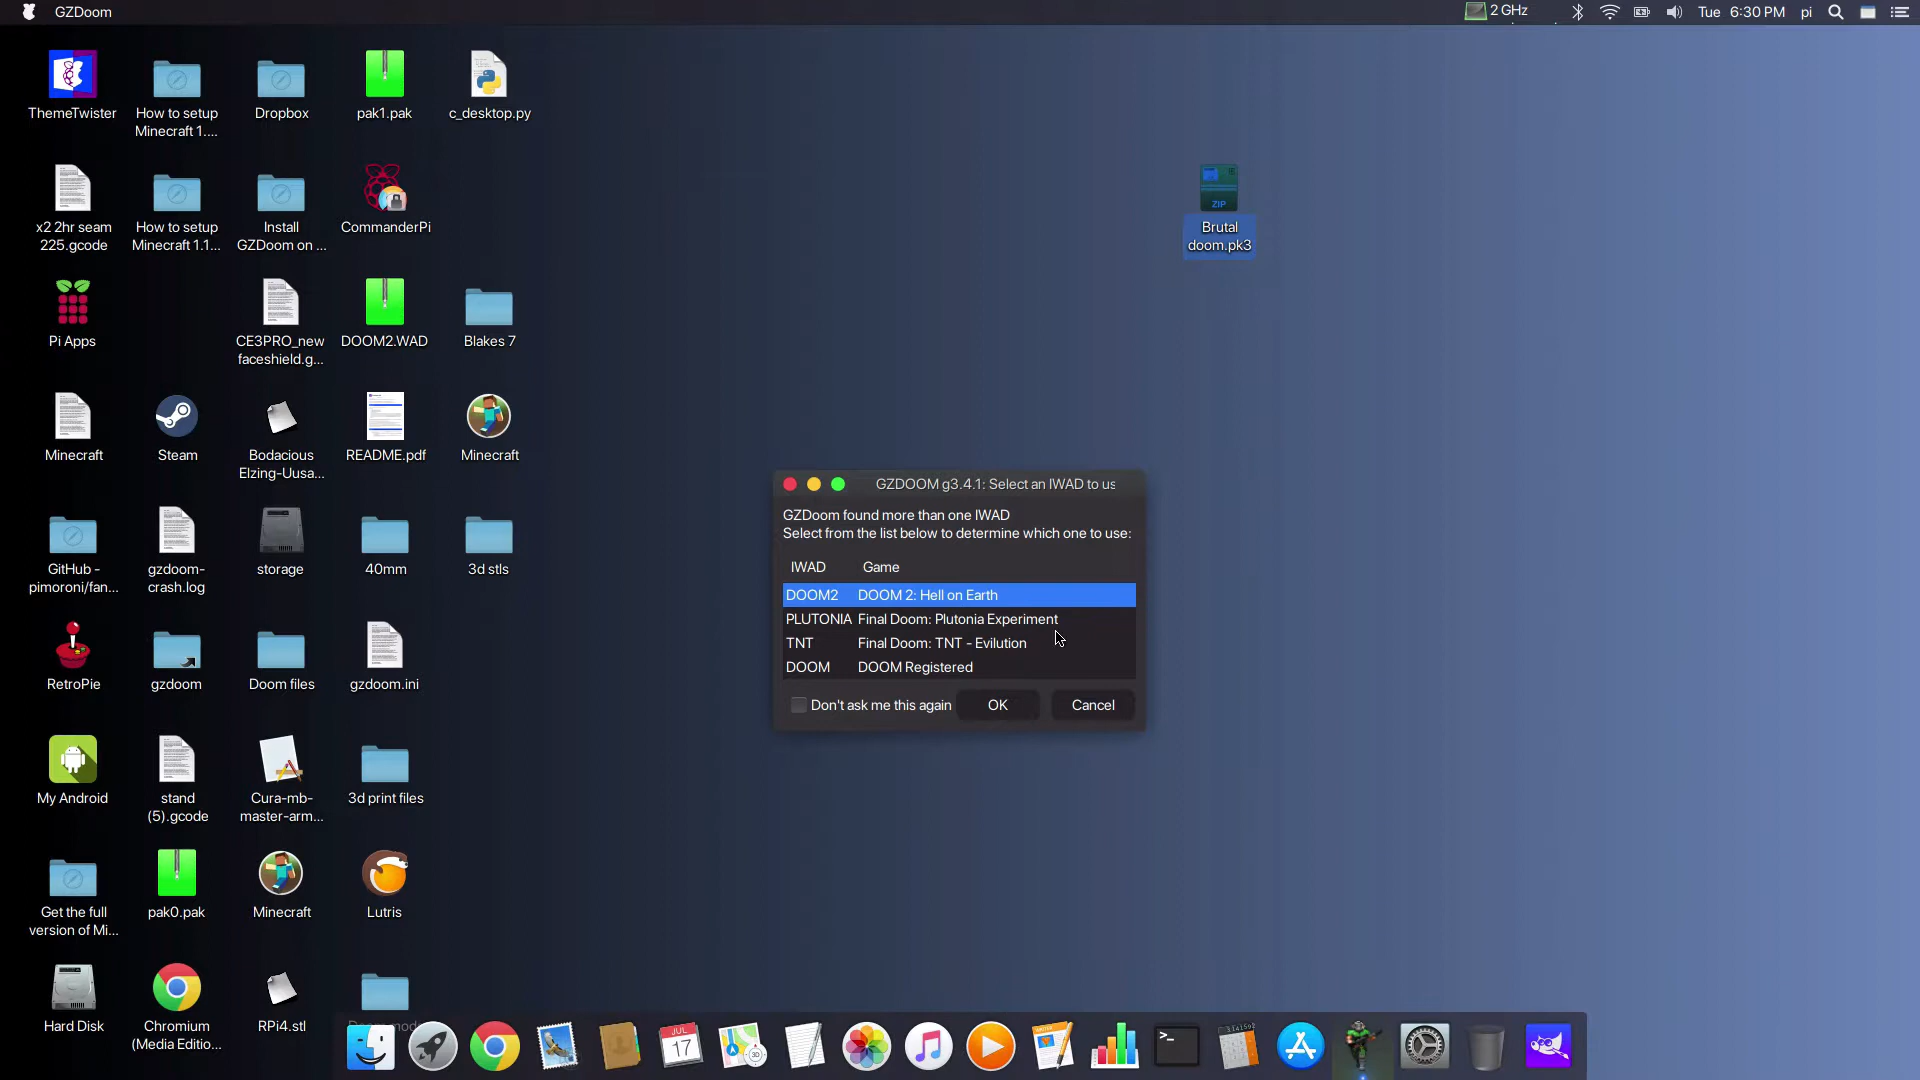 GZDoom
2 GHz
Tue 6:30 PM pi
ThemeTwister
How to setup
Minecraft 1....
Dropbox
pak1.pak
c_desktop.py
x2 2hr seam
225.gcode
How to setup
Minecraft 1.1...
Install
GZDoom on ...
CommanderPi
ZIP
Brutal
doom.pk3
Pi Apps
CE3PRO_new
faceshield.g...
DOOM2.WAD
Blakes 7
Minecraft
Steam
Bodacious
Elzing-Uusa...
README.pdf
Minecraft
GZDOOM g3.4.1: Select an IWAD to us
GZDoom found more than one IWAD
Select from the list below to determine which one to use:
IWAD Game
DOOM2 DOOM 2: Hell on Earth
PLUTONIA Final Doom: Plutonia Experiment
TNT Final Doom: TNT - Evilution
DOOM DOOM Registered
Don't ask me this again
OK
Cancel
GitHub -
pimoroni/fan...
gzdoom-
crash.log
storage
40mm
3d stls
RetroPie
gzdoom
Doom files
gzdoom.ini
My Android
stand
(5).gcode
Cura-mb-
master-arm...
3d print files
Get the full
version of Mi...
pak0.pak
Minecraft
Lutris
Hard Disk
Chromium
(Media Editio...
RPi4.stl
JUL
17
3D
>_